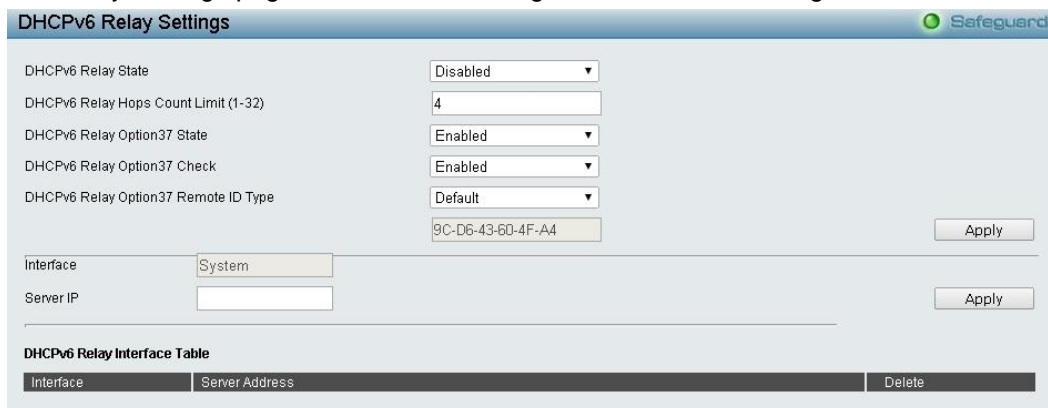 DHCPv6 Relay Settings
Safeguard
DHCPv6 Relay State Disabled
DHCPv6 Relay Hops Count Limit (1-32) 4
DHCPv6 Relay Option37 State Enabled
DHCPv6 Relay Option37 Check Enabled
DHCPv6 Relay Option37 Remote ID Type Default
9C-D6-43-60-4F-A4 Apply
Interface System
Server IP Apply
DHCPv6 Relay Interface Table
Interface Server Address Delete